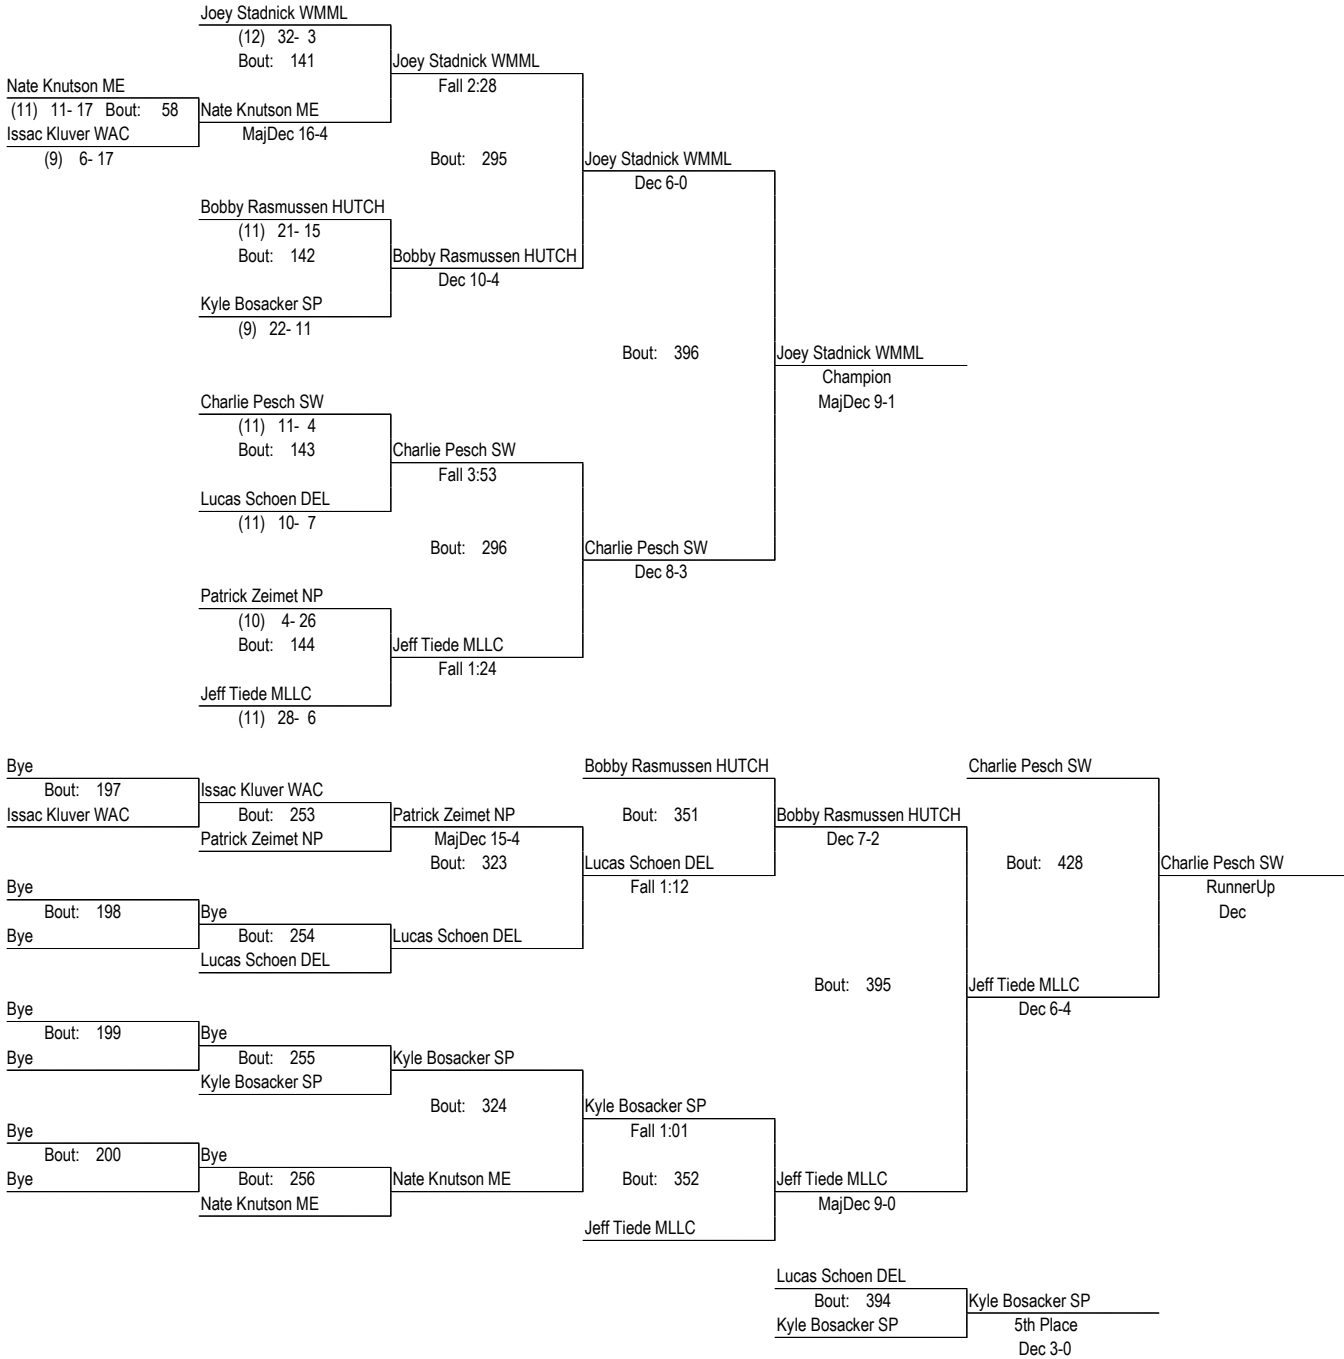 Joey Stadnick WMML
(12) 32- 3
Bout: 141
Joey Stadnick WMML
Fall 2:28
Nate Knutson ME
(11) 11- 17 Bout: 58
Nate Knutson ME
MajDec 16-4
Issac Kluver WAC
(9) 6- 17
Bout: 295
Joey Stadnick WMML
Dec 6-0
Bobby Rasmussen HUTCH
(11) 21- 15
Bout: 142
Bobby Rasmussen HUTCH
Dec 10-4
Kyle Bosacker SP
(9) 22- 11
Bout: 396
Joey Stadnick WMML
Champion
MajDec 9-1
Charlie Pesch SW
(11) 11- 4
Bout: 143
Charlie Pesch SW
Fall 3:53
Lucas Schoen DEL
(11) 10- 7
Bout: 296
Charlie Pesch SW
Dec 8-3
Patrick Zeimet NP
(10) 4- 26
Bout: 144
Jeff Tiede MLLC
Fall 1:24
Jeff Tiede MLLC
(11) 28- 6
Bye
Bout: 197
Issac Kluver WAC
Issac Kluver WAC
Bout: 253
Patrick Zeimet NP
Patrick Zeimet NP
MajDec 15-4
Bout: 323
Bobby Rasmussen HUTCH
Bout: 351
Lucas Schoen DEL
Fall 1:12
Bobby Rasmussen HUTCH
Dec 7-2
Charlie Pesch SW
Bout: 428
Charlie Pesch SW
RunnerUp
Dec
Bye
Bout: 198
Bye
Bye
Bout: 254
Lucas Schoen DEL
Lucas Schoen DEL
Bout: 395
Jeff Tiede MLLC
Dec 6-4
Bye
Bout: 199
Bye
Bye
Bout: 255
Kyle Bosacker SP
Kyle Bosacker SP
Bout: 324
Kyle Bosacker SP
Fall 1:01
Bye
Bout: 200
Bye
Bye
Bout: 256
Nate Knutson ME
Nate Knutson ME
Bout: 352
Jeff Tiede MLLC
MajDec 9-0
Jeff Tiede MLLC
Lucas Schoen DEL
Bout: 394
Kyle Bosacker SP
Kyle Bosacker SP
5th Place
Dec 3-0